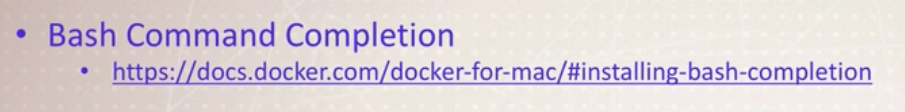 • Bash Command Completion
• https://docs.docker.com/docker-for-mac/#installing-bash-completion